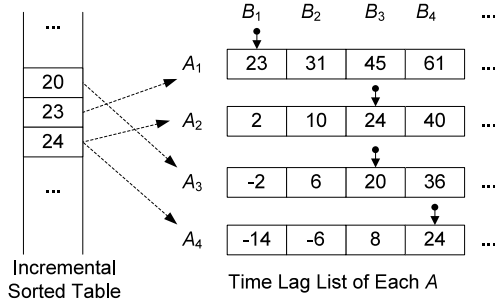 B1 B2 B3 B4 ...
...
A1 23 31 45 61 ...
20
23
24
A2 2 10 24 40 ...
...
A3 -2 6 20 36 ...
A4 -14 -6 8 24 ...
Incremental
Sorted Table
Time Lag List of Each A